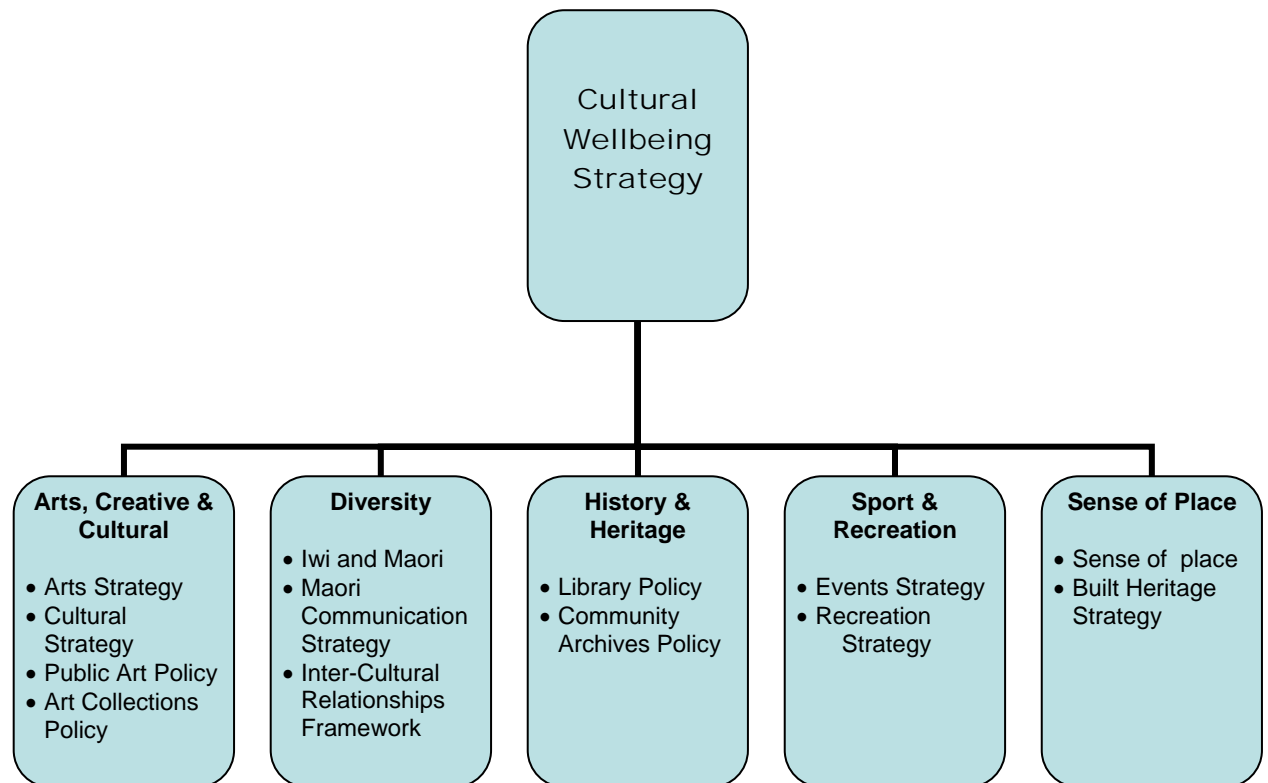 Cultural
Wellbeing
Strategy
Arts, Creative &
Cultural
• Arts Strategy
• Cultural
Strategy
• Public Art Policy
• Art Collections
Policy
Diversity
• Iwi and Maori
• Maori
Communication
Strategy
• Inter-Cultural
Relationships
Framework
History &
Heritage
• Library Policy
• Community
Archives Policy
Sport &
Recreation
• Events Strategy
• Recreation
Strategy
Sense of Place
• Sense of place
• Built Heritage
Strategy